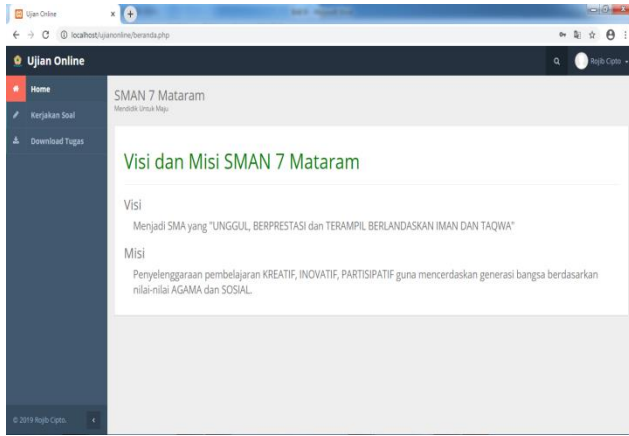 Ujian Online
localhost/ujianonline/beranda.php
Ujian Online
Rojib Cipto
Home
Kerjakan Soal
Download Tugas
SMAN 7 Mataram
Mendidik Untuk Maju
Visi dan Misi SMAN 7 Mataram
Visi
Menjadi SMA yang "UNGGUL, BERPRESTASI dan TERAMPIL BERLANDASKAN IMAN DAN TAQWA"
Misi
Penyelenggaraan pembelajaran KREATIF, INOVATIF, PARTISIPATIF guna mencerdaskan generasi bangsa berdasarkan
nilai-nilai AGAMA dan SOSIAL.
© 2019 Rojib Cipto.